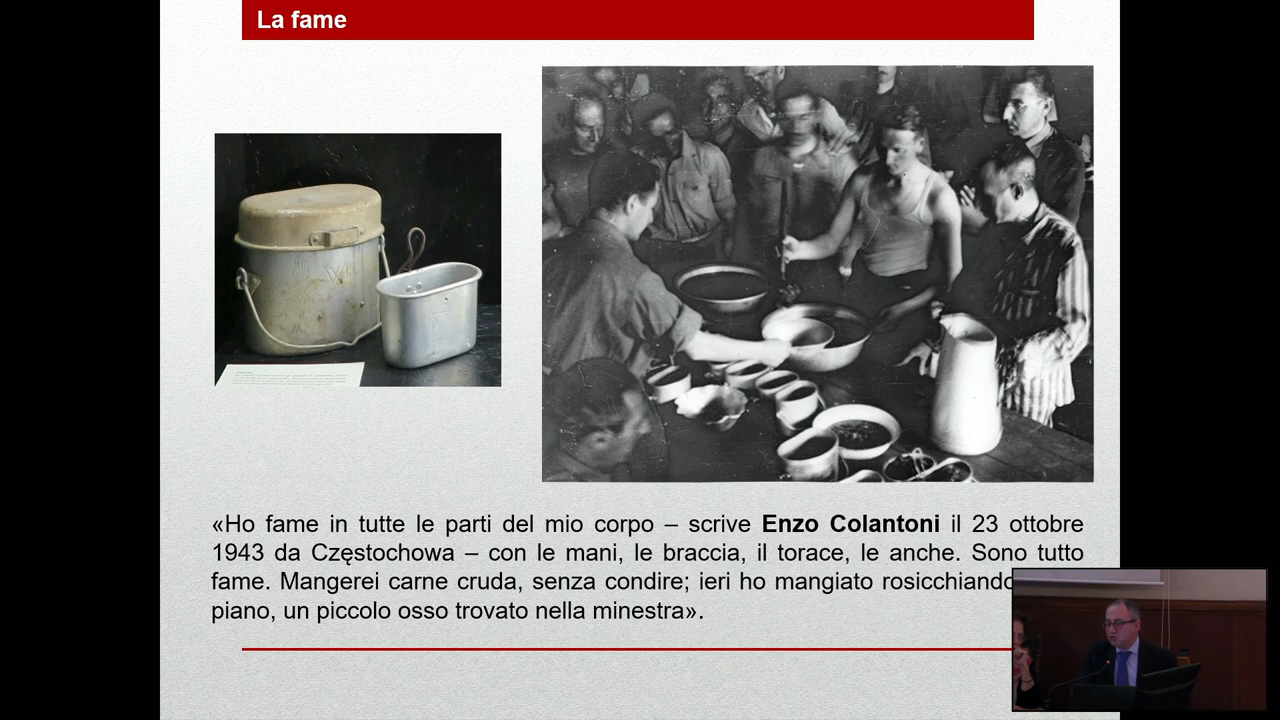 La fame
«Ho fame in tutte le parti del mio corpo – scrive Enzo Colantoni il 23 ottobre
1943 da Częstochowa – con le mani, le braccia, il torace, le anche. Sono tutto
fame. Mangerei carne cruda, senza condire; ieri ho mangiato rosicchiando
piano, un piccolo osso trovato nella minestra».